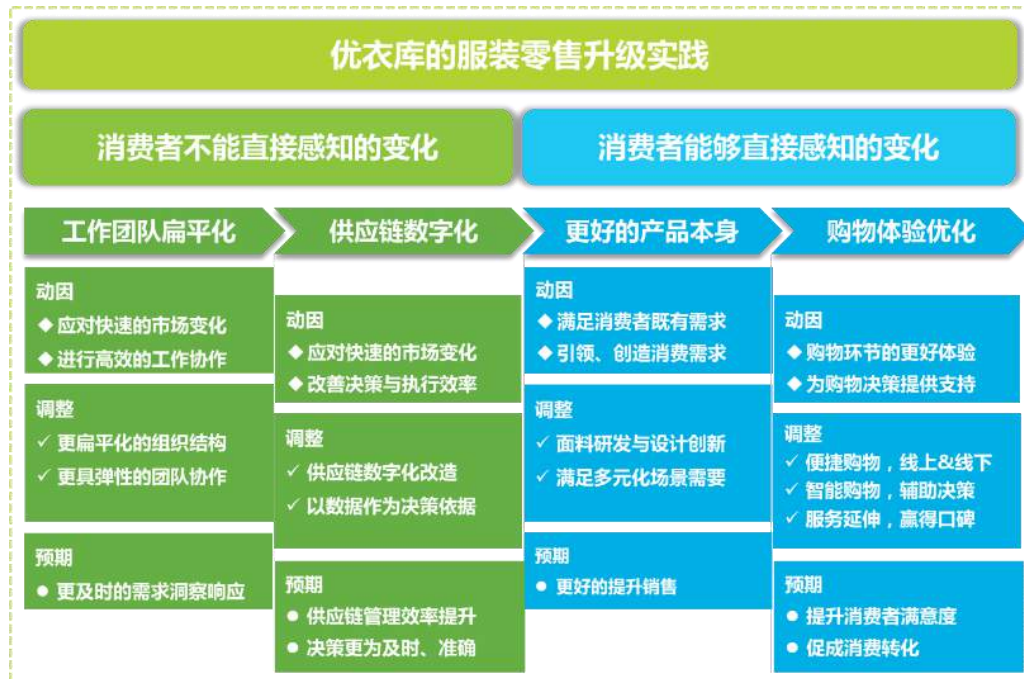 优衣库的服装零售升级实践
消费者不能直接感知的变化
消费者能够直接感知的变化
工作团队扁平化
动因
◆ 应对快速的市场变化
◆ 进行高效的工作协作
调整
✓ 更扁平化的组织结构
✓ 更具弹性的团队协作
预期
● 更及时的需求洞察响应
供应链数字化
动因
◆ 应对快速的市场变化
◆ 改善决策与执行效率
调整
✓ 供应链数字化改造
✓ 以数据作为决策依据
预期
● 供应链管理效率提升
● 决策更为及时、准确
更好的产品本身
动因
◆ 满足消费者既有需求
◆ 引领、创造消费需求
调整
✓ 面料研发与设计创新
✓ 满足多元化场景需要
预期
● 更好的提升销售
购物体验优化
动因
◆ 购物环节的更好体验
◆ 为购物决策提供支持
调整
✓ 便捷购物，线上&线下
✓ 智能购物，辅助决策
✓ 服务延伸，赢得口碑
预期
● 提升消费者满意度
● 促成消费转化